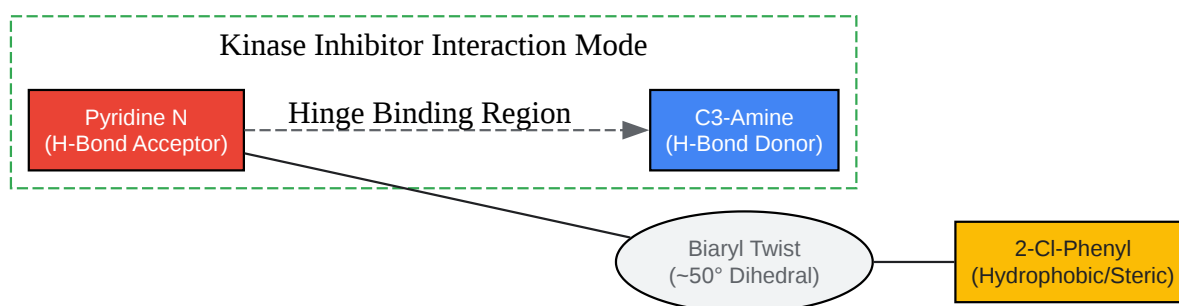 Kinase Inhibitor Interaction Mode
Pyridine N
(H-Bond Acceptor)
Hinge Binding Region
C3-Amine
(H-Bond Donor)
Biaryl Twist
(~50° Dihedral)
2-Cl-Phenyl
(Hydrophobic/Steric)